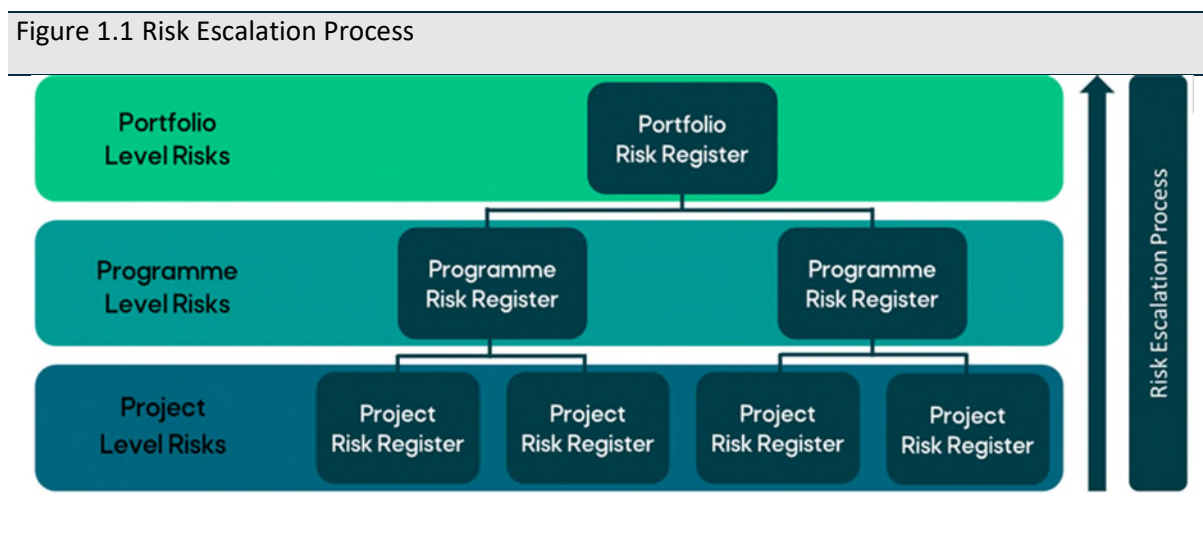 Figure 1.1 Risk Escalation Process
Portfolio
Level Risks
Portfolio
Risk Register
Programme
Level Risks
Programme
Risk Register
Programme
Risk Register
Project
Level Risks
Project
Risk Register
Project
Risk Register
Project
Risk Register
Project
Risk Register
Risk Escalation Process